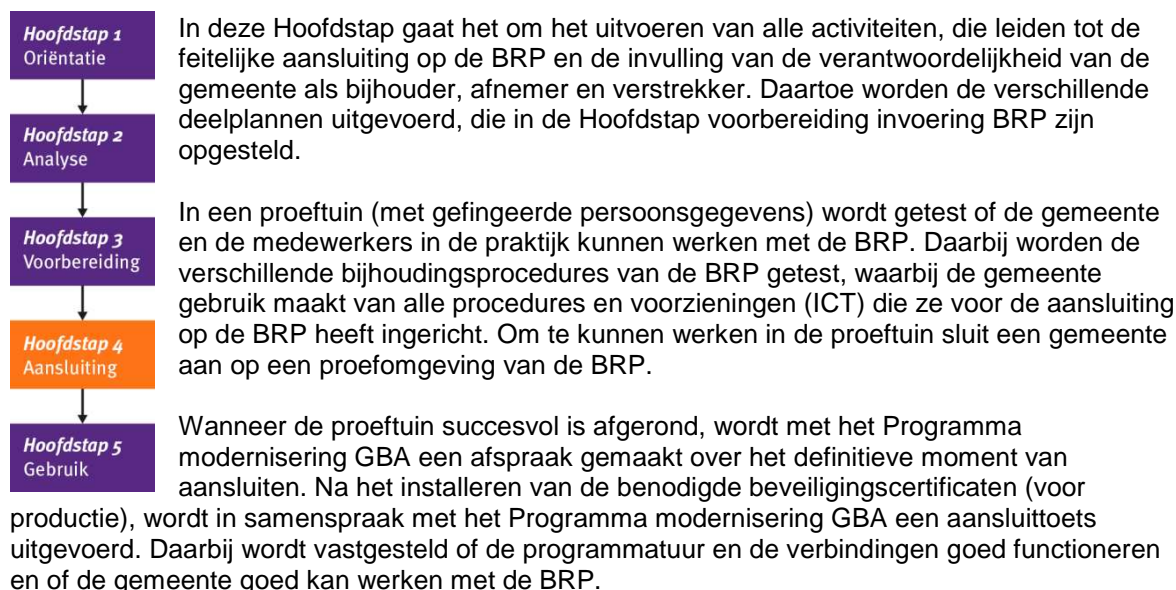 Hoofdstap 1
Oriëntatie
Hoofdstap 2
Analyse
Hoofdstap 3
Voorbereiding
Hoofdstap 4
Aansluiting
Hoofdstap 5
Gebruik
In deze Hoofdstap gaat het om het uitvoeren van alle activiteiten, die leiden tot de
feitelijke aansluiting op de BRP en de invulling van de verantwoordelijkheid van de
gemeente als bijhouder, afnemer en verstrekker. Daartoe worden de verschillende
deelplannen uitgevoerd, die in de Hoofdstap voorbereiding invoering BRP zijn
opgesteld.
In een proeftuin (met gefingeerde persoonsgegevens) wordt getest of de gemeente
en de medewerkers in de praktijk kunnen werken met de BRP. Daarbij worden de
verschillende bijhoudingsprocedures van de BRP getest, waarbij de gemeente
gebruik maakt van alle procedures en voorzieningen (ICT) die ze voor de aansluiting
op de BRP heeft ingericht. Om te kunnen werken in de proeftuin sluit een gemeente
aan op een proefomgeving van de BRP.
Wanneer de proeftuin succesvol is afgerond, wordt met het Programma
modernisering GBA een afspraak gemaakt over het definitieve moment van
aansluiten. Na het installeren van de benodigde beveiligingscertificaten (voor
productie), wordt in samenspraak met het Programma modernisering GBA een aansluittoets
uitgevoerd. Daarbij wordt vastgesteld of de programmatuur en de verbindingen goed functioneren
en of de gemeente goed kan werken met de BRP.